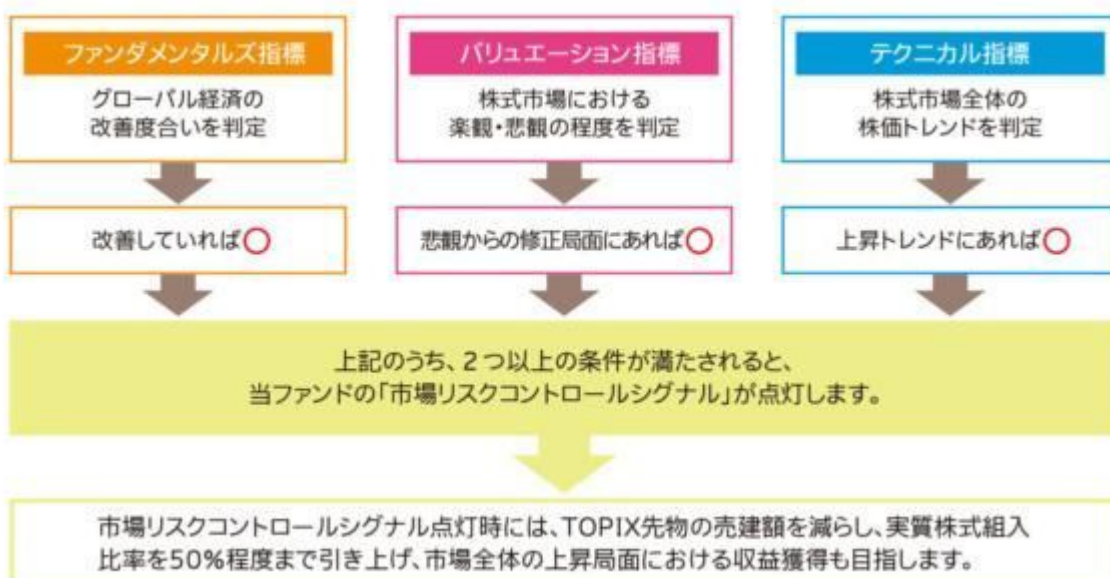 ファンダメンタルズ指標
グローバル経済の
改善度合いを判定
バリュエーション指標
株式市場における
楽観・悲観の程度を判定
テクニカル指標
株式市場全体の
株価トレンドを判定
改善していれば○
悲観からの修正局面にあれば○
上昇トレンドにあれば○
上記のうち、2つ以上の条件が満たされると、
当ファンドの「市場リスクコントロールシグナル」が点灯します。
市場リスクコントロールシグナル点灯時には、TOPIX先物の売建額を減らし、実質株式組入
比率を50%程度まで引き上げ、市場全体の上昇局面における収益獲得も目指します。